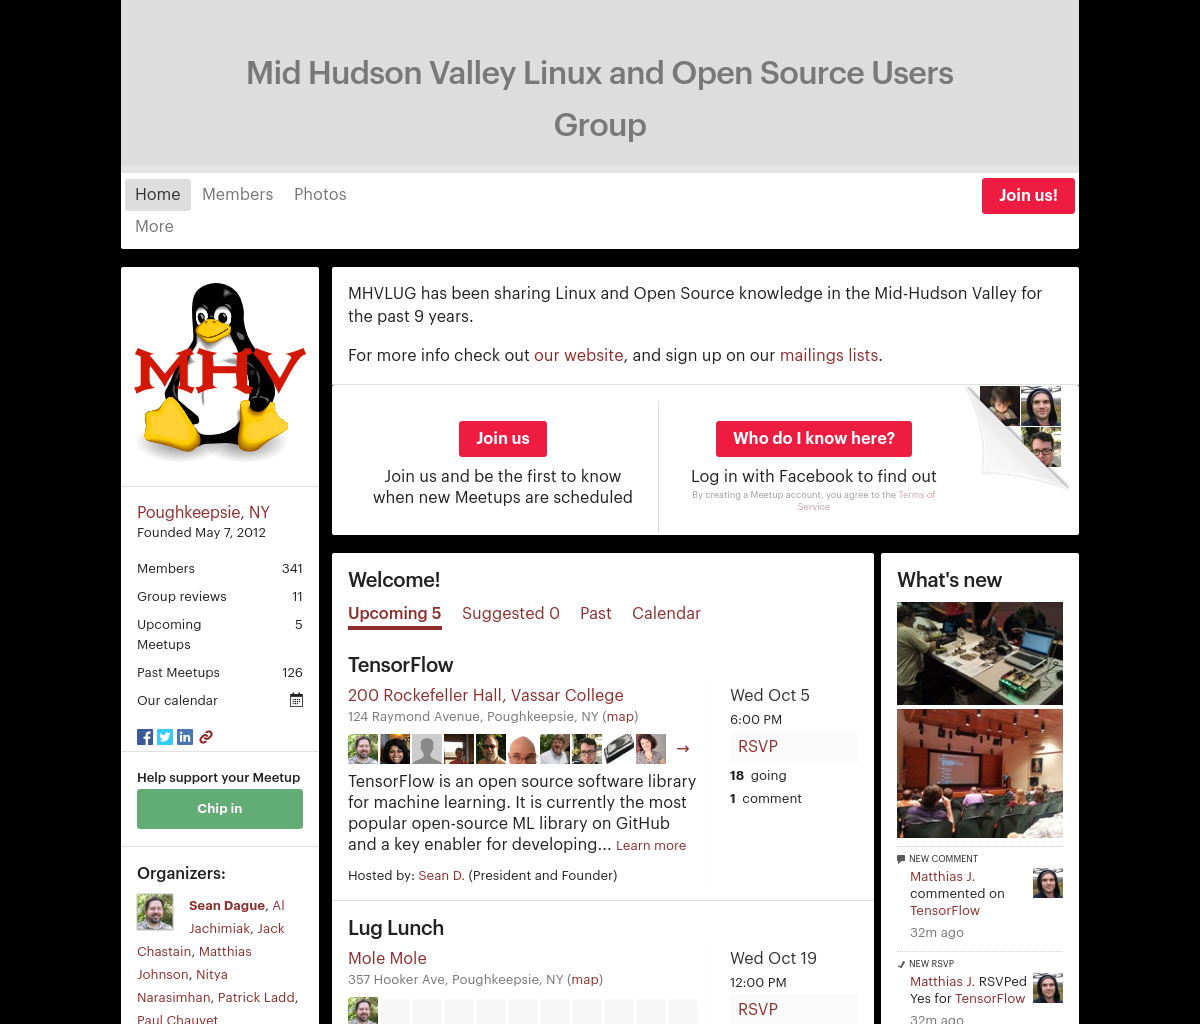 Mid Hudson Valley Linux and Open Source Users
Group
Home
Members
Photos
More
Join us!
MHV
Poughkeepsie, NY
Founded May 7, 2012
Members 341
Group reviews 11
Upcoming 5
Meetups
Past Meetups 126
Our calendar
Help support your Meetup
Chip in
Organizers:
Sean Dague, Al
Jachimiak, Jack
Chastain, Matthias
Johnson, Nitya
Narasimhan, Patrick Ladd,
Paul Chauvet
MHVLUG has been sharing Linux and Open Source knowledge in the Mid-Hudson Valley for
the past 9 years.
For more info check out our website, and sign up on our mailings lists.
Join us
Join us and be the first to know
when new Meetups are scheduled
Who do I know here?
Log in with Facebook to find out
By creating a Meetup account, you agree to the Terms of
Service
Welcome!
Upcoming 5
Suggested 0
Past
Calendar
TensorFlow
200 Rockefeller Hall, Vassar College
124 Raymond Avenue, Poughkeepsie, NY (map)
→
TensorFlow is an open source software library
for machine learning. It is currently the most
popular open-source ML library on GitHub
and a key enabler for developing... Learn more
Hosted by: Sean D. (President and Founder)
Wed Oct 5
6:00 PM
RSVP
18 going
1 comment
Lug Lunch
Mole Mole
357 Hooker Ave, Poughkeepsie, NY (map)
Wed Oct 19
12:00 PM
RSVP
What's new
NEW COMMENT
Matthias J.
commented on
TensorFlow
32m ago
NEW RSVP
Matthias J. RSVPed
Yes for TensorFlow
32m ago